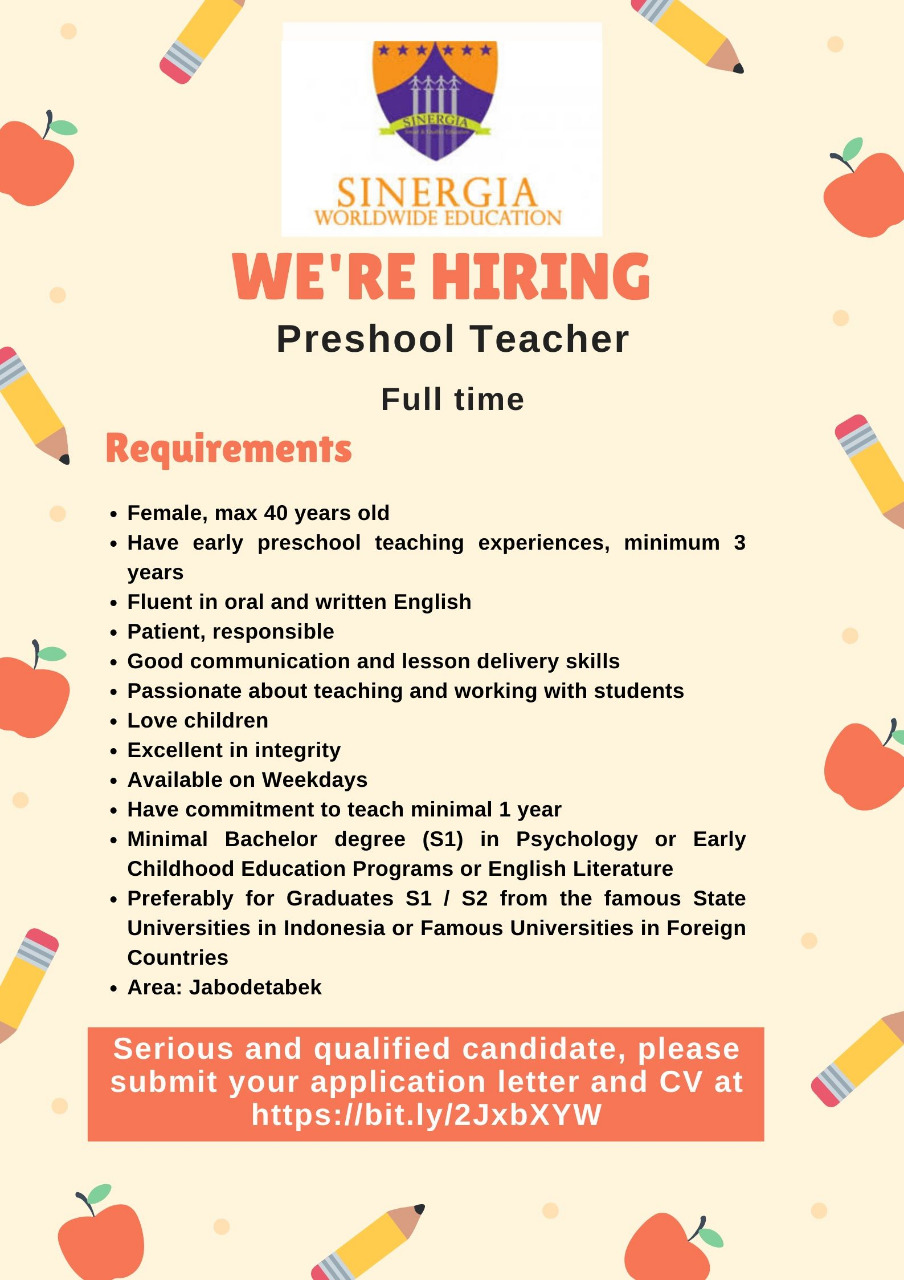 SINERGIA
SINERGIA
WORLDWIDE EDUCATION
WE'RE HIRING
Preshool Teacher
Full time
Requirements
• Female, max 40 years old
• Have early preschool teaching experiences, minimum 3
years
• Fluent in oral and written English
• Patient, responsible
• Good communication and lesson delivery skills
• Passionate about teaching and working with students
• Love children
• Excellent in integrity
• Available on Weekdays
• Have commitment to teach minimal 1 year
• Minimal Bachelor degree (S1) in Psychology or Early
Childhood Education Programs or English Literature
• Preferably for Graduates S1 / S2 from the famous State
Universities in Indonesia or Famous Universities in Foreign
Countries
• Area: Jabodetabek
Serious and qualified candidate, please
submit your application letter and CV at
https://bit.ly/2JxbXYW